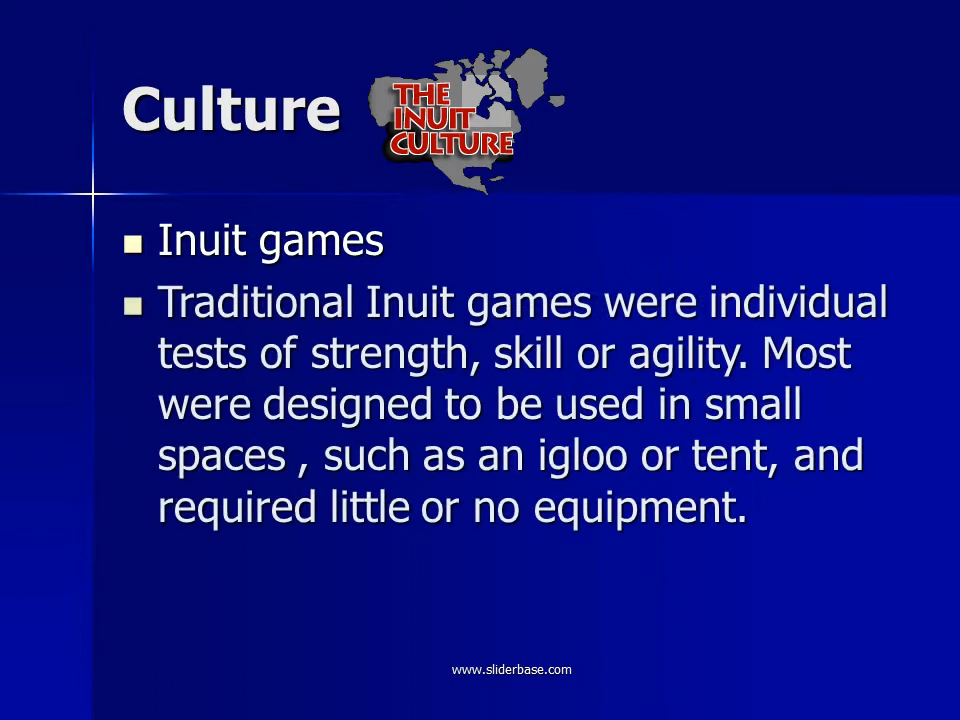 Culture
THE
INUIT
CULTURE
Inuit games
Traditional Inuit games were individual
tests of strength, skill or agility. Most
were designed to be used in small
spaces , such as an igloo or tent, and
required little or no equipment.
www.sliderbase.com